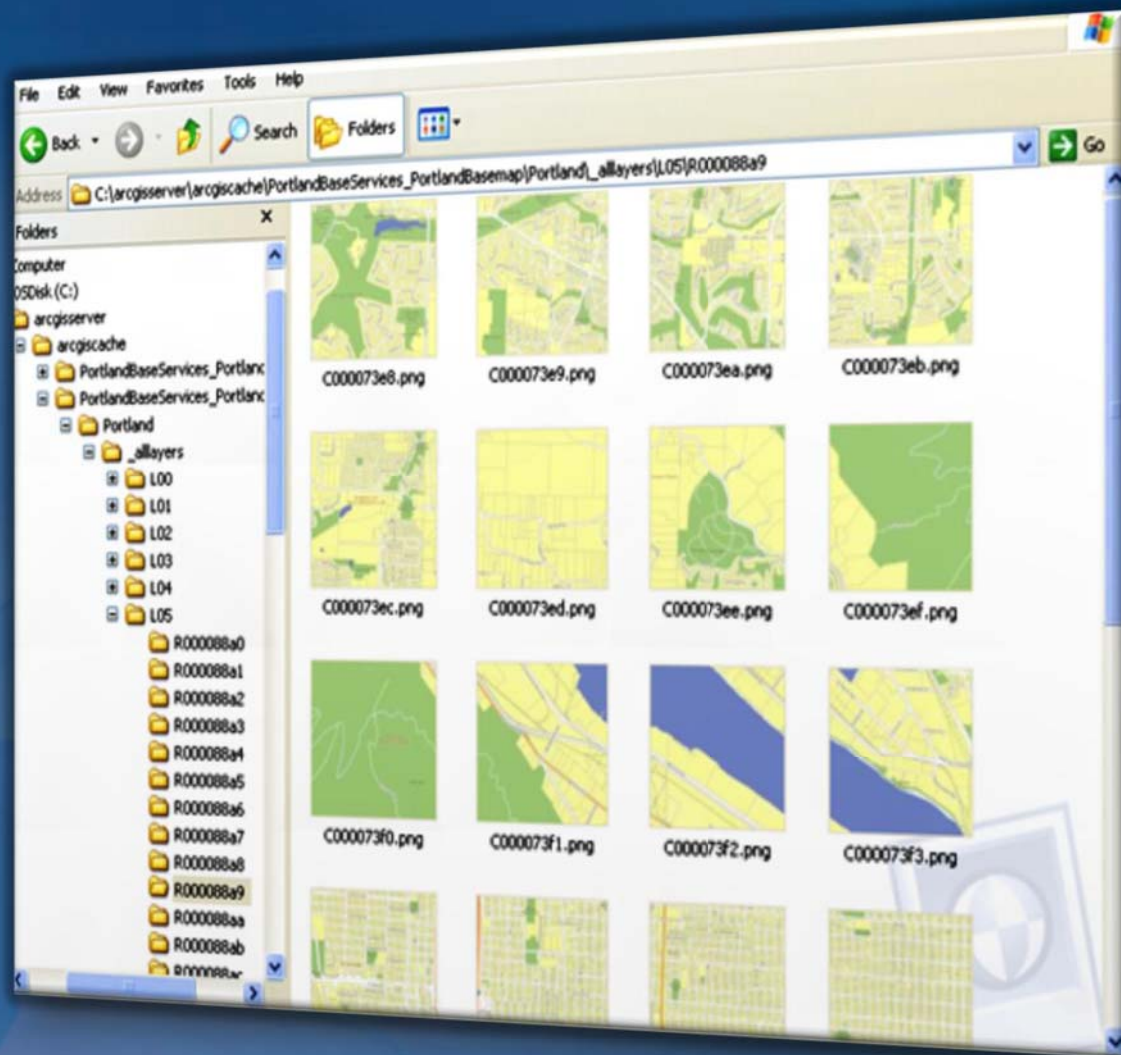 File Edit View Favorites Tools Help
Back Search Folders
Address C:\arcgisserver\arcgiscache\PortlandBaseServices_PortlandBasemap\Portland\_alllayers\L05\R000088a9 Go
Folders x
Computer
OSDisk (C:)
arcgisserver
arcgiscache
PortlandBaseServices_Portlanc
PortlandBaseServices_Portlanc
Portland
_alllayers
L00
L01
L02
L03
L04
L05
R000088a0
R000088a1
R000088a2
R000088a3
R000088a4
R000088a5
R000088a6
R000088a7
R000088a8
R000088a9
R000088aa
R000088ab
R000088ac
C000073e8.png C000073e9.png C000073ea.png C000073eb.png
C000073ec.png C000073ed.png C000073ee.png C000073ef.png
C000073f0.png C000073f1.png C000073f2.png C000073f3.png